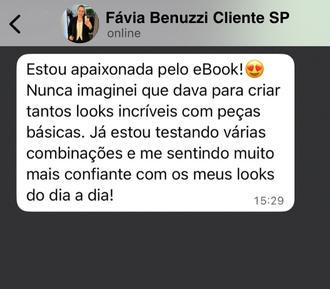 Fávia Benuzzi Cliente SP
online
Estou apaixonada pelo eBook!😍
Nunca imaginei que dava para criar
tantos looks incríveis com peças
básicas. Já estou testando várias
combinações e me sentindo muito
mais confiante com os meus looks
do dia a dia!
15:29